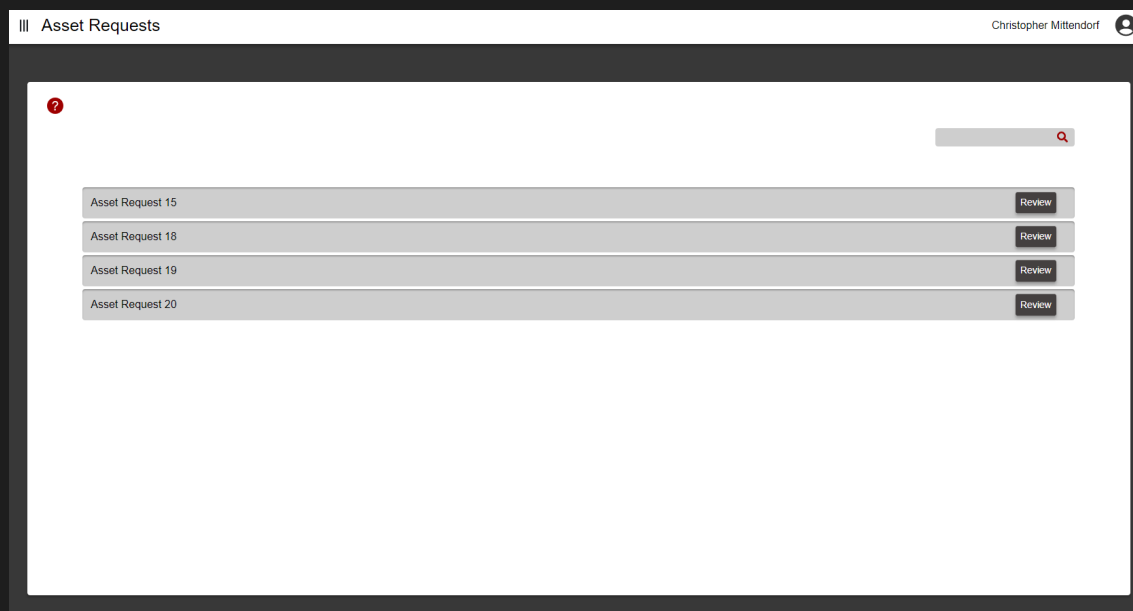 Asset Requests
Christopher Mittendorf
?
Asset Request 15 Review
Asset Request 18 Review
Asset Request 19 Review
Asset Request 20 Review